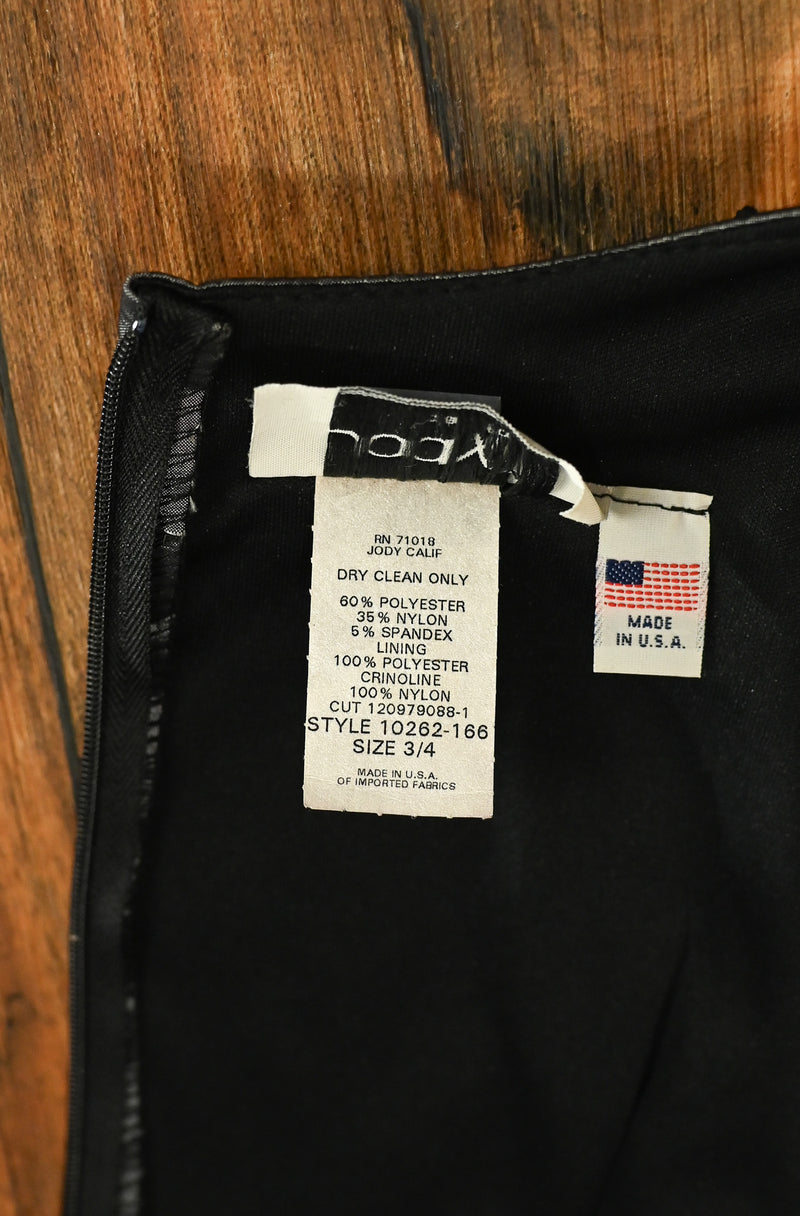 RN 71018
JODY CALIF
DRY CLEAN ONLY
60% POLYESTER
35% NYLON
5% SPANDEX
LINING
100% POLYESTER
CRINOLINE
100% NYLON
CUT 120979088-1
STYLE 10262-166
SIZE 3/4
MADE IN U.S.A.
OF IMPORTED FABRICS
MADE
IN U.S.A.